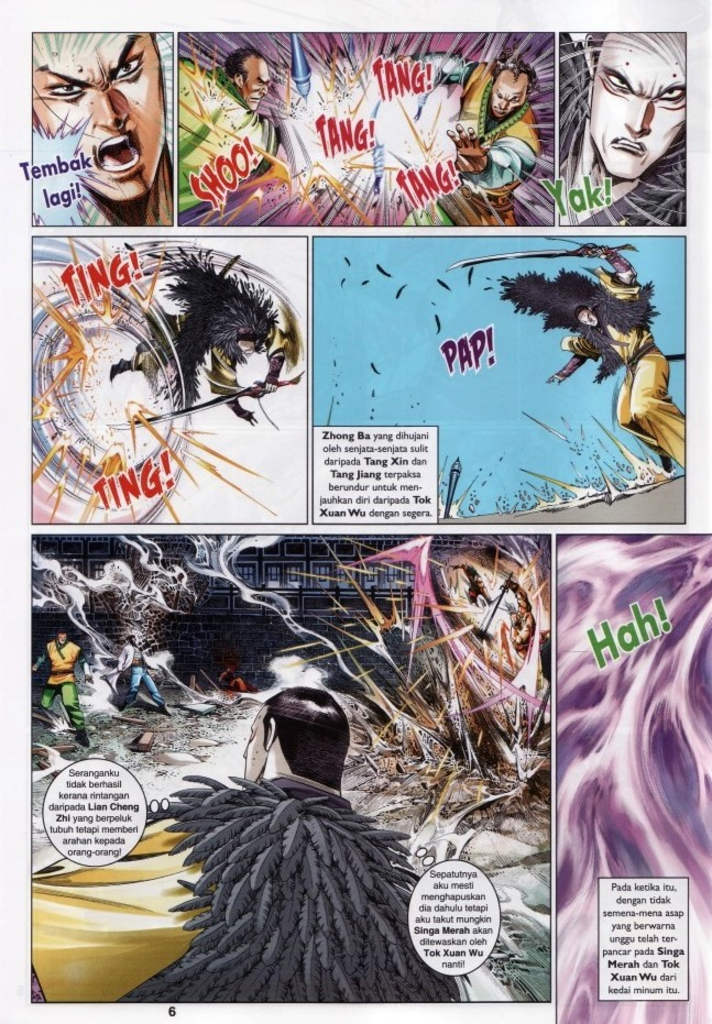 Tembak
lagi!
SHOO!
TANG!
TANG!
TANG!
Yak!
TING!
TING!
PAP!
Zhong Ba yang dihujani
oleh senjata-senjata sulit
daripada Tang Xin dan
Tang Jiang terpaksa
berundur untuk men-
jauhkan diri daripada Tok
Xuan Wu dengan segera.
Seranganku
tidak berhasil
kerana rintangan
daripada Lian Cheng
Zhi yang berpeluk
tubuh tetapi memberi
arahan kepada
orang-orang!
Sepatutnya
aku mesti
menghapuskan
dia dahulu tetapi
aku takut mungkin
Singa Merah akan
ditewaskan oleh
Tok Xuan Wu
nanti!
Hah!
Pada ketika itu,
dengan tidak
semena-mena asap
yang berwarna
unggu telah ter-
pancar pada Singa
Merah dan Tok
Xuan Wu dari
kedai minum itu.
6